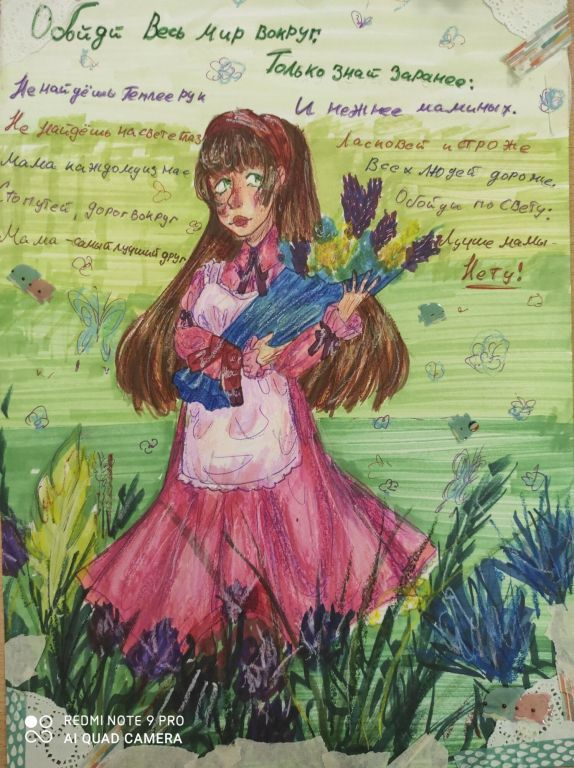 Обойди Весь Мир вокруг,
Только знай заранее:
Не найдёшь теплее рук
И нежнее маминых.
Не найдёшь на свете глаз
Ласковей и строже
Мама каждому из нас
Всех людей дороже.
Сто путей, дорог вокруг
Обойди по свету:
Мама - самый лучший друг
Лучше мамы-
Нету!
REDMI NOTE 9 PRO
AI QUAD CAMERA